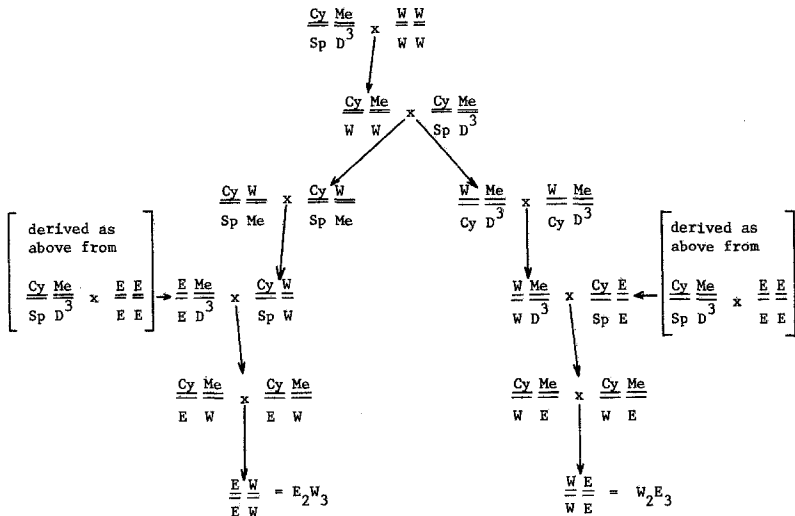 Cy Me W W
x
Sp D³ W W
Cy Me Cy Me
x
W W Sp D³
Cy W Cy W W Me W Me
x x
Sp Me Sp Me Cy D³ Cy D³
derived as derived as
above from above from
Cy Me E E E Me Cy W W Me Cy E Cy Me E E
x x x x
Sp D³ E E E D³ Sp W W D³ Sp E Sp D³ E E
Cy Me Cy Me Cy Me Cy Me
x x
E W E W W E W E
E W = E₂W₃ W E = W₂E₃
E W W E